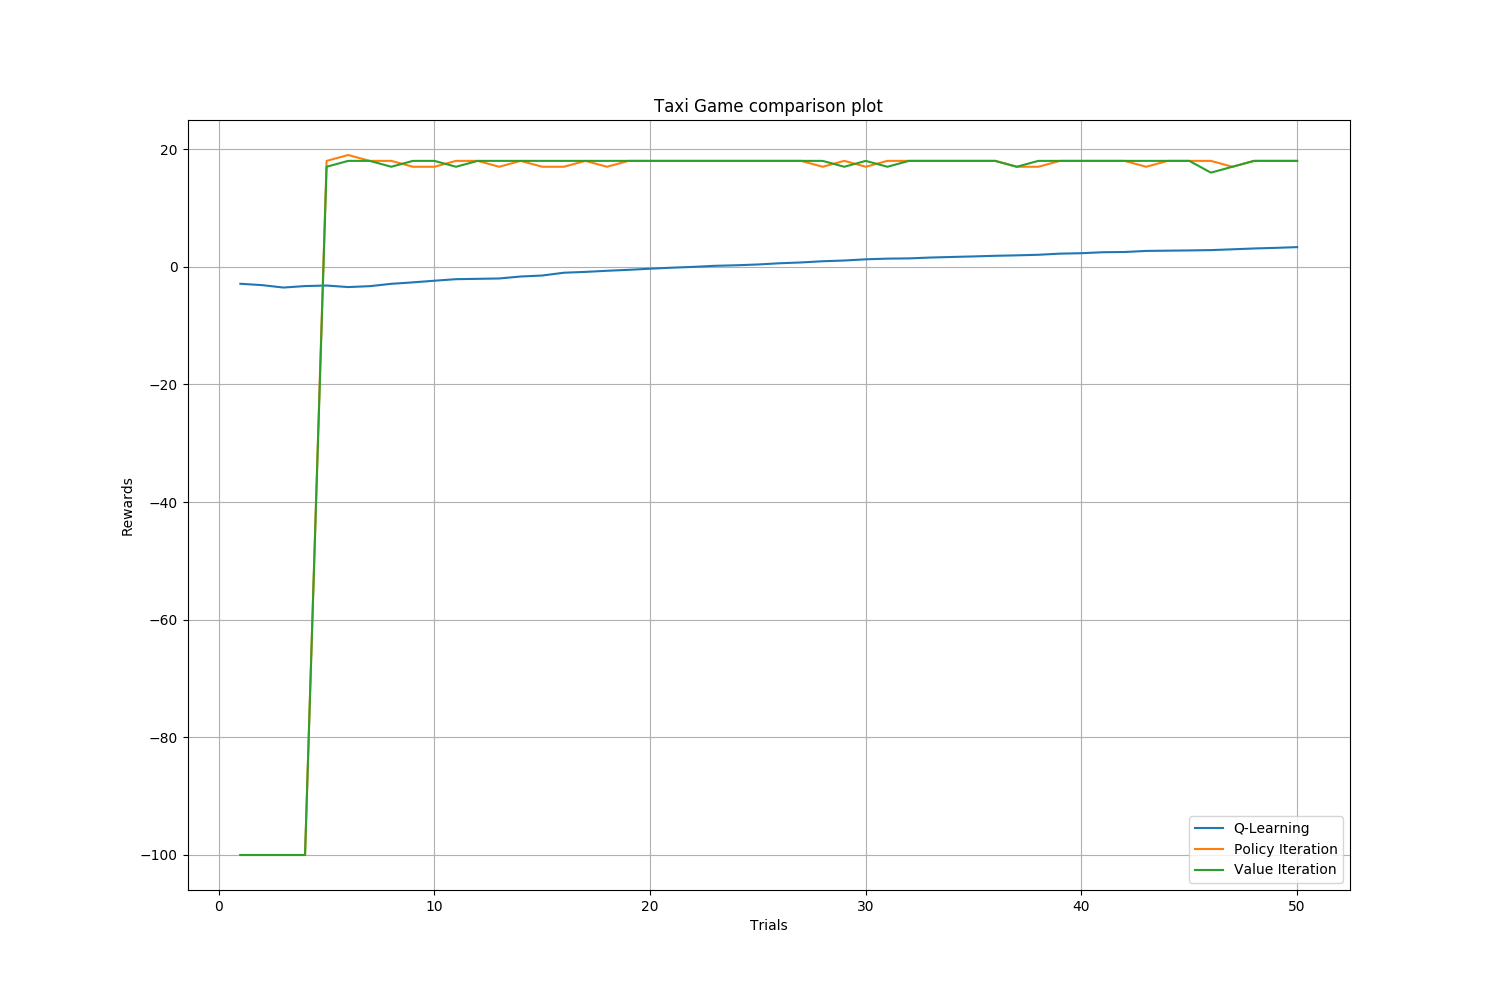 Taxi Game comparison plot
20
0
−20
−40
−60
−80
−100
Rewards
0 10 20 30 40 50
Trials
Q-Learning
Policy Iteration
Value Iteration